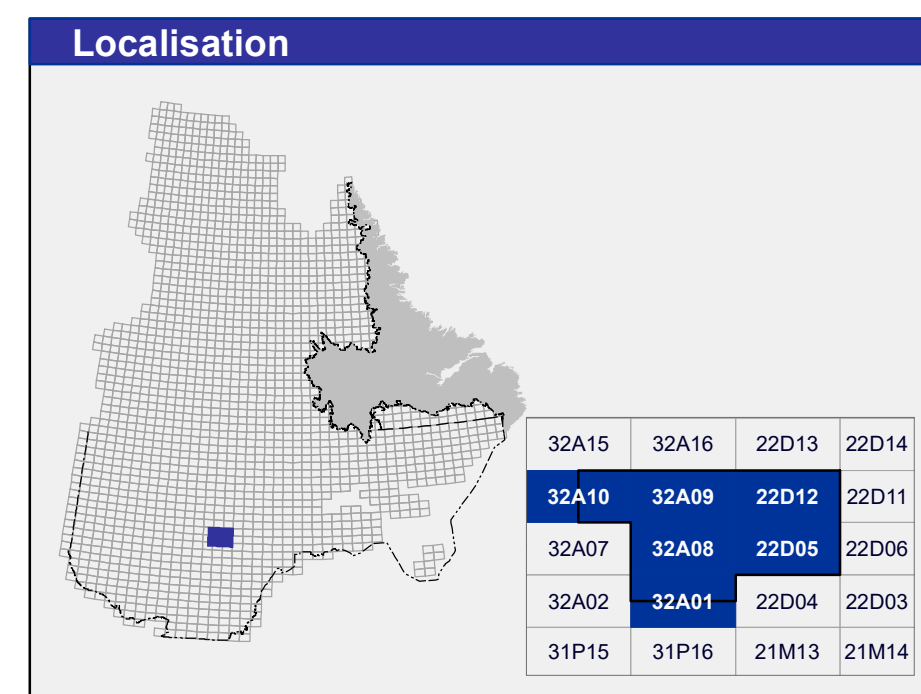 Localisation
32A15 32A16 22D13 22D14
32A10 32A09 22D12 22D11
32A07 32A08 22D05 22D06
32A02 32A01 22D04 22D03
31P15 31P16 21M13 21M14